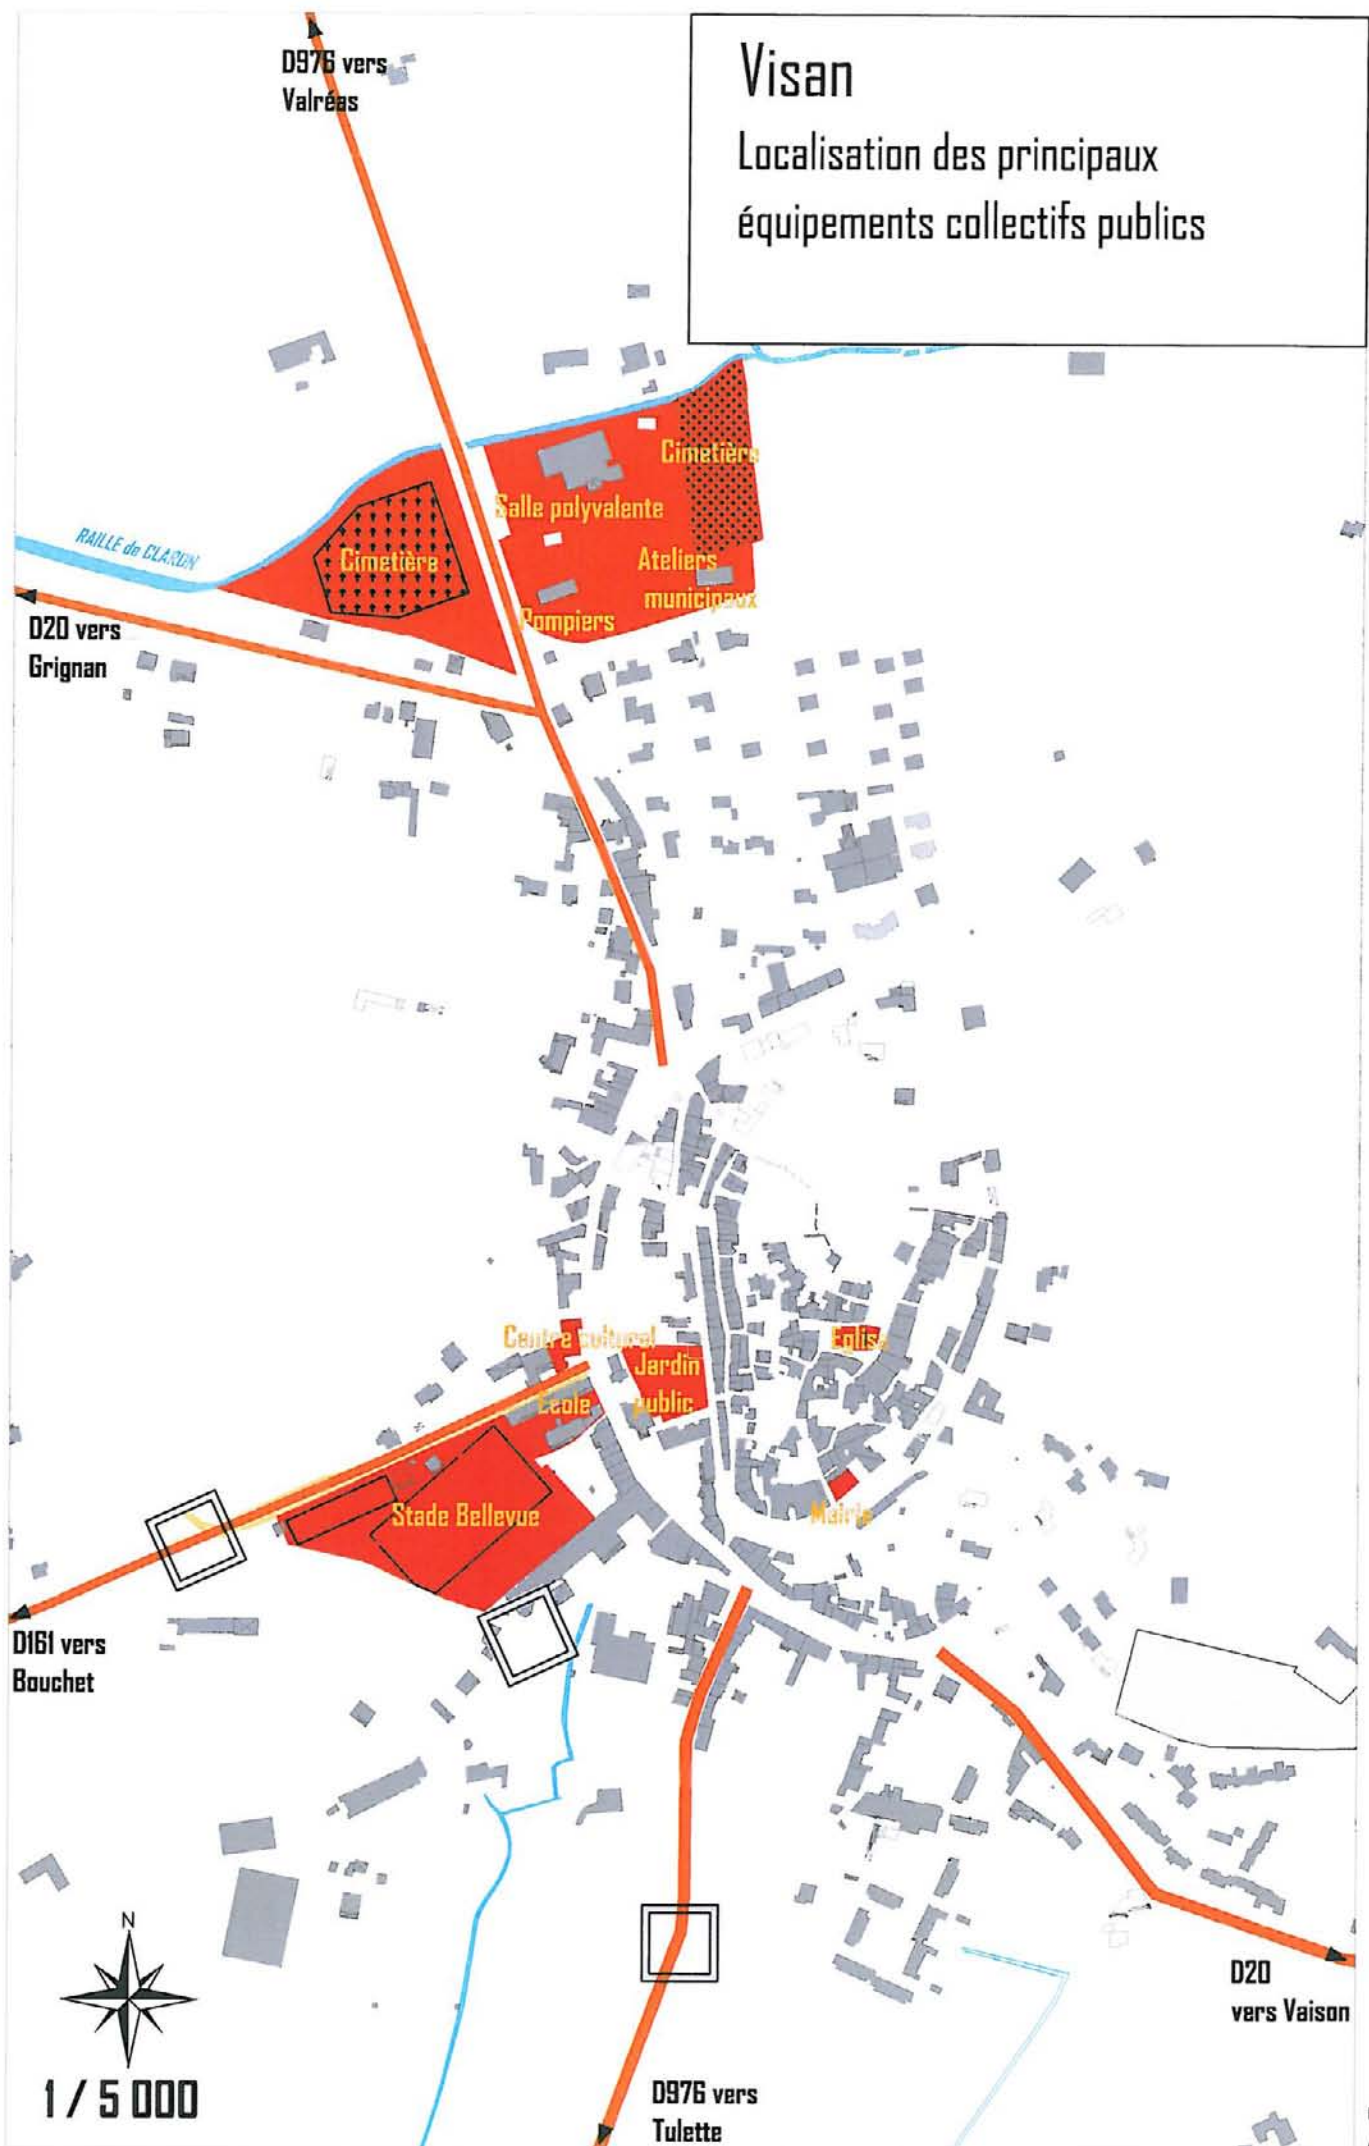 D976 vers
Valréas
Visan
Localisation des principaux
équipements collectifs publics
Cimetière
Salle polyvalente
RAILLE de CLARON
Cimetière
Ateliers
municipaux
Pompiers
D20 vers
Grignan
Centre culturel
Eglise
Jardin
public
Ecole
Stade Bellevue
Mairie
D161 vers
Bouchet
N
D20
vers Vaison
1 / 5 000
D976 vers
Tulette